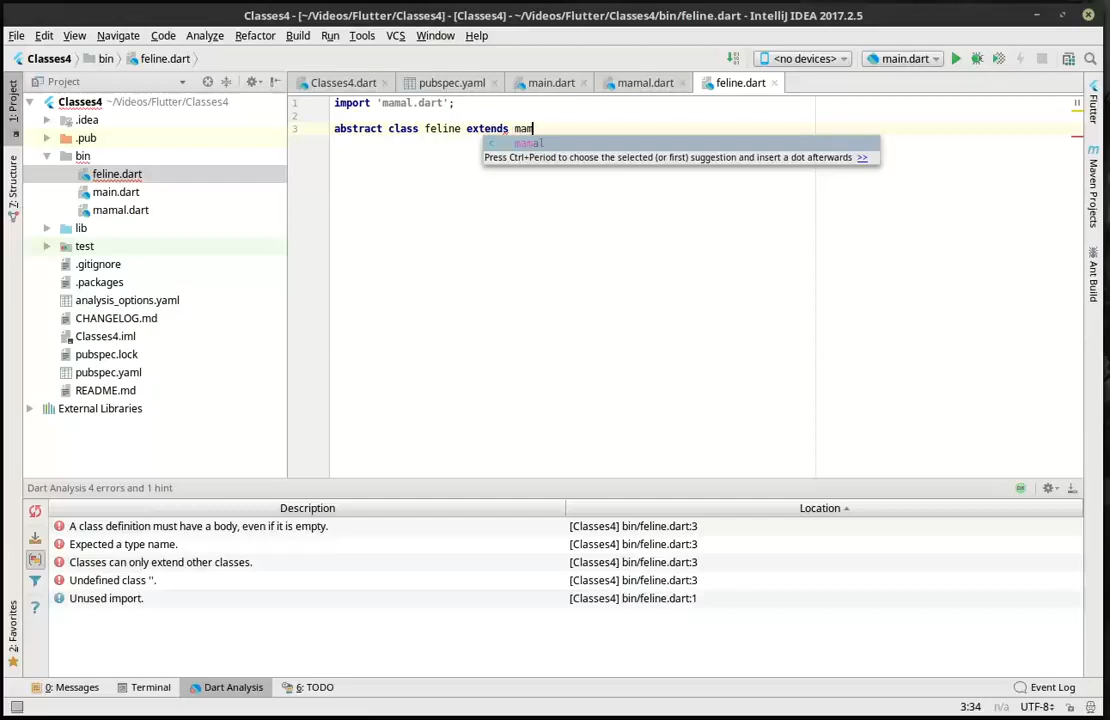 Classes4 - [~/Videos/Flutter/Classes4] - [Classes4] - ~/Videos/Flutter/Classes4/bin/feline.dart - IntelliJ IDEA 2017.2.5
File Edit View Navigate Code Analyze Refactor Build Run Tools VCS Window Help
Classes4 bin feline.dart <no devices> main.dart
Project Classes4.dart pubspec.yaml main.dart mamal.dart feline.dart
1: Project
7: Structure
2: Favorites
Classes4 ~/Videos/Flutter/Classes4
.idea
.pub
bin
feline.dart
main.dart
mamal.dart
lib
test
.gitignore
.packages
analysis_options.yaml
CHANGELOG.md
Classes4.iml
pubspec.lock
pubspec.yaml
README.md
External Libraries
1 import 'mamal.dart';
2
3 abstract class feline extends mam
c mamal
Press Ctrl+Period to choose the selected (or first) suggestion and insert a dot afterwards >>
Flutter
Maven Projects
Ant Build
Dart Analysis 4 errors and 1 hint
Description Location
A class definition must have a body, even if it is empty. [Classes4] bin/feline.dart:3
Expected a type name. [Classes4] bin/feline.dart:3
Classes can only extend other classes. [Classes4] bin/feline.dart:3
Undefined class ''. [Classes4] bin/feline.dart:3
Unused import. [Classes4] bin/feline.dart:1
0: Messages Terminal Dart Analysis 6: TODO Event Log
3:34 n/a UTF-8